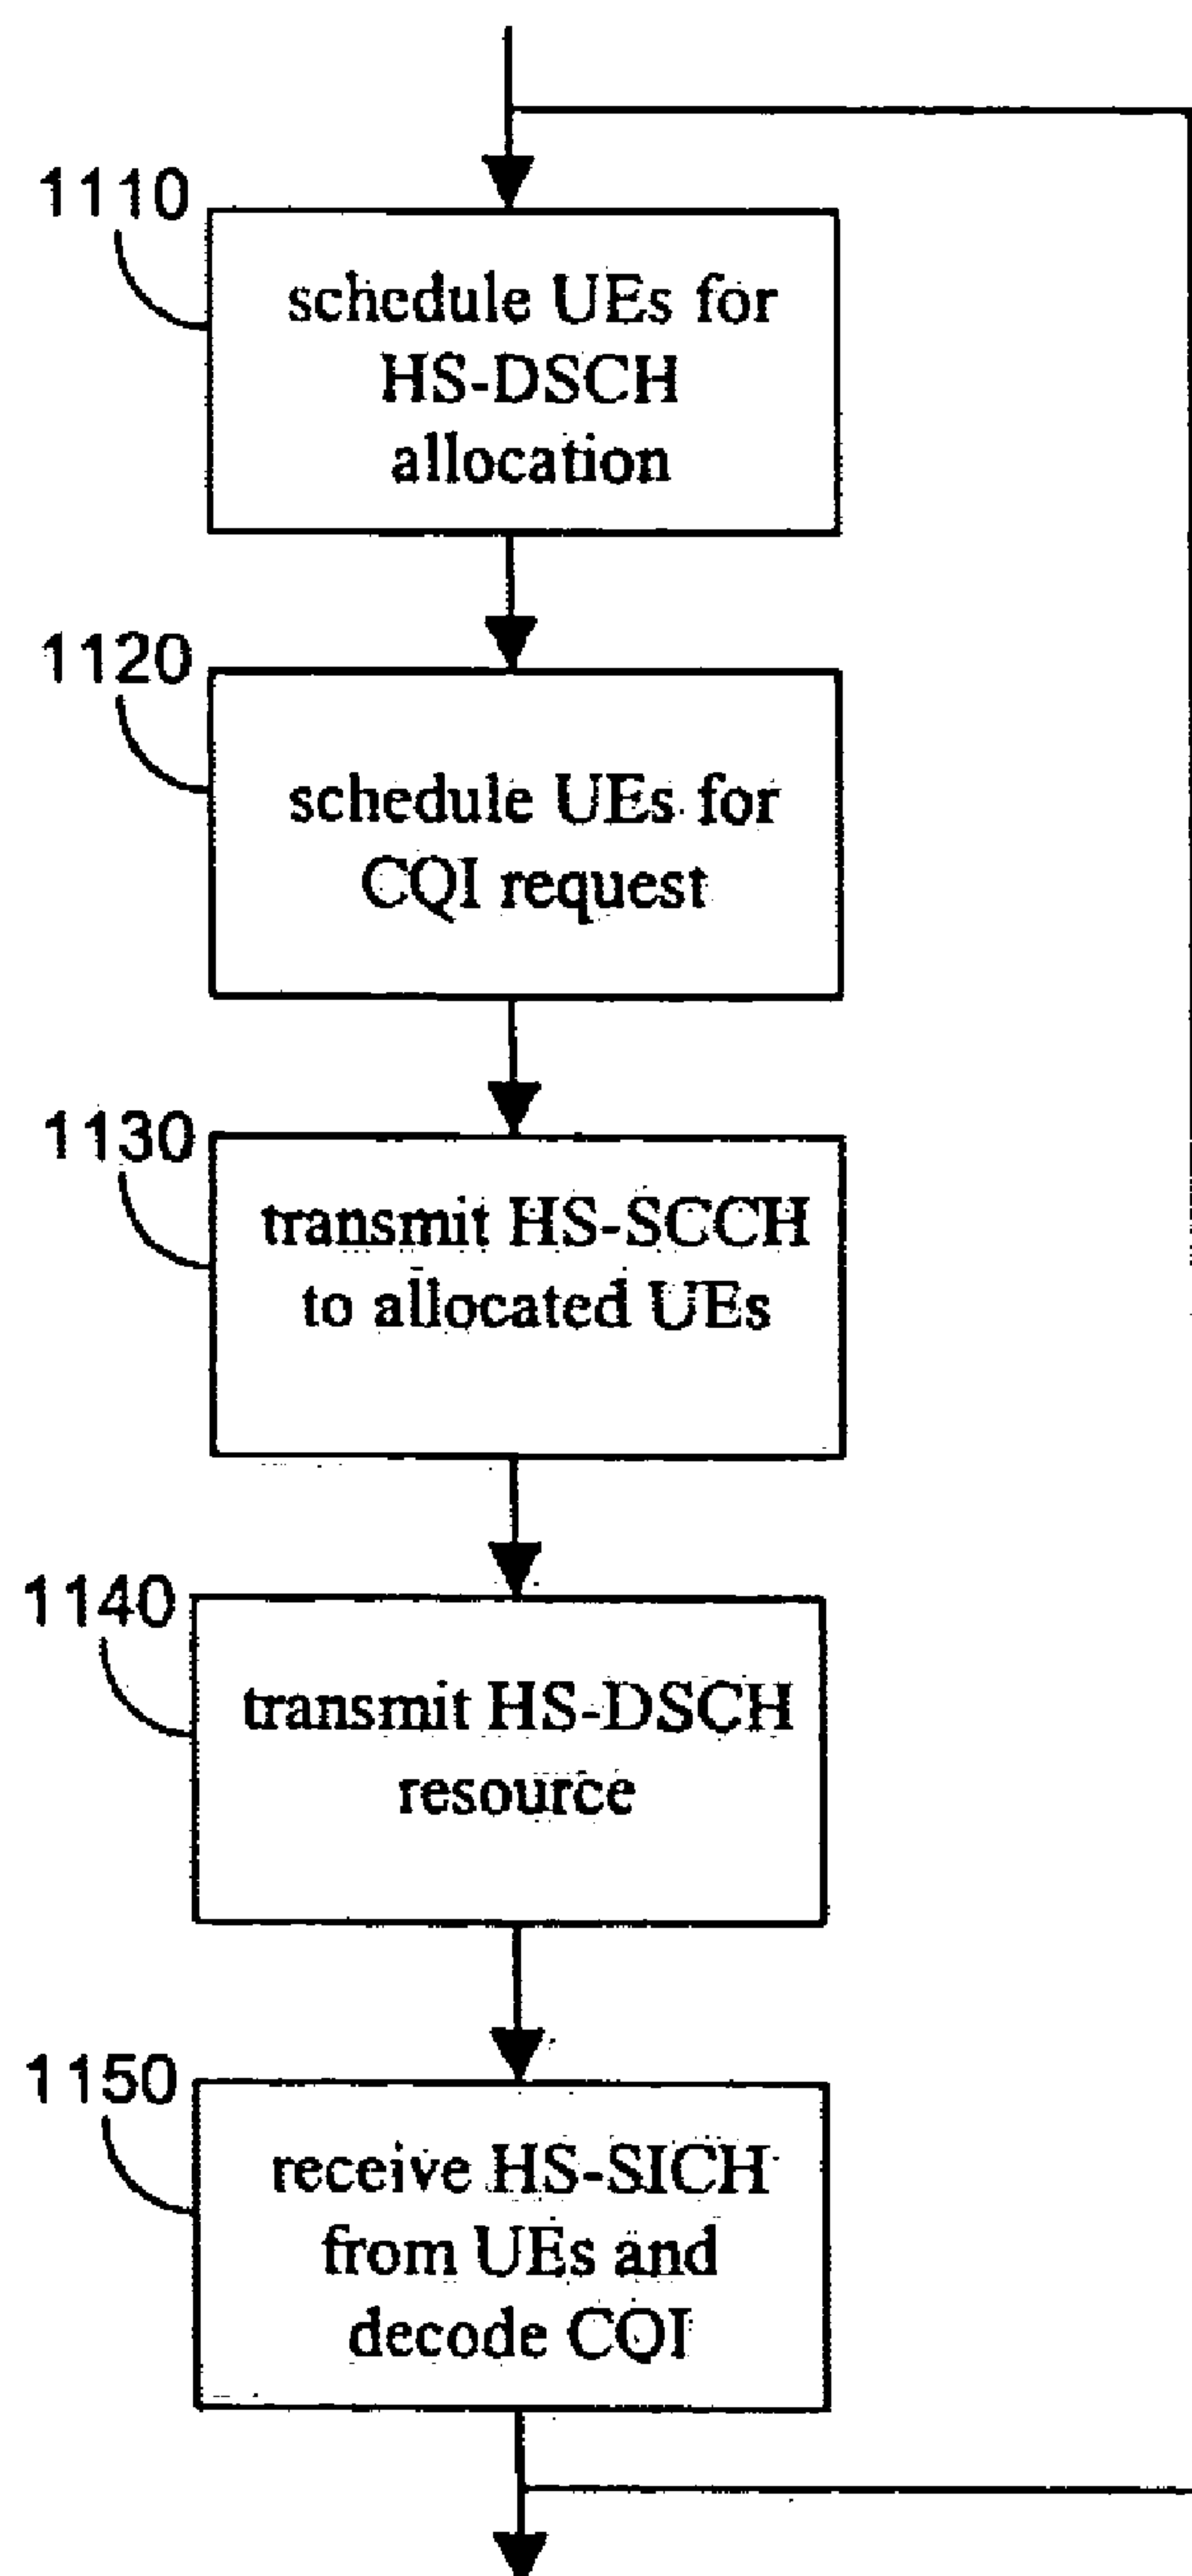 1110
schedule UEs for
HS-DSCH
allocation
1120
schedule UEs for
CQI request
1130
transmit HS-SCCH
to allocated UEs
1140
transmit HS-DSCH
resource
1150
receive HS-SICH
from UEs and
decode CQI